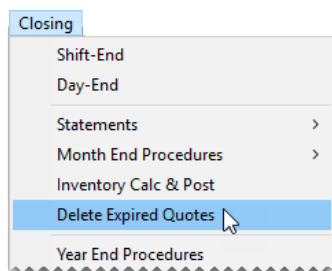 Closing
Shift-End
Day-End
Statements
Month End Procedures
Inventory Calc & Post
Delete Expired Quotes
Year End Procedures